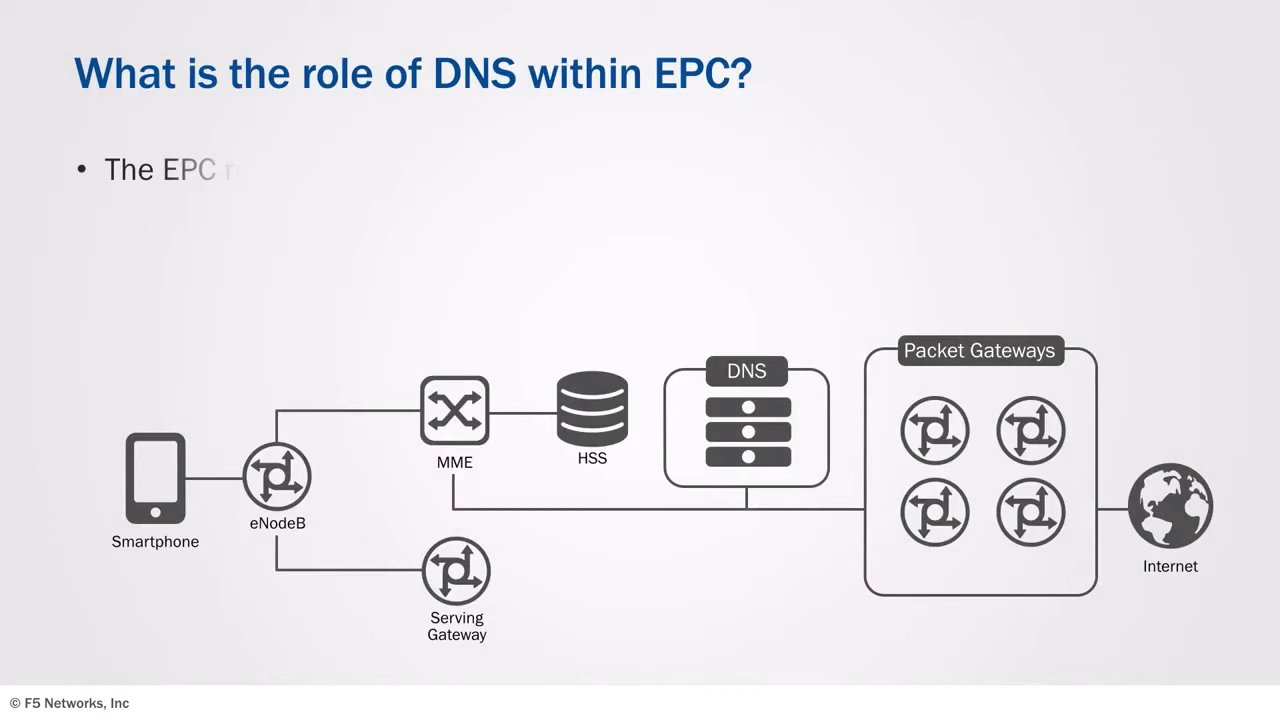 What is the role of DNS within EPC?
• The EPC r
Packet Gateways
DNS
MME
HSS
eNodeB
Smartphone
Internet
Serving
Gateway
© F5 Networks, Inc